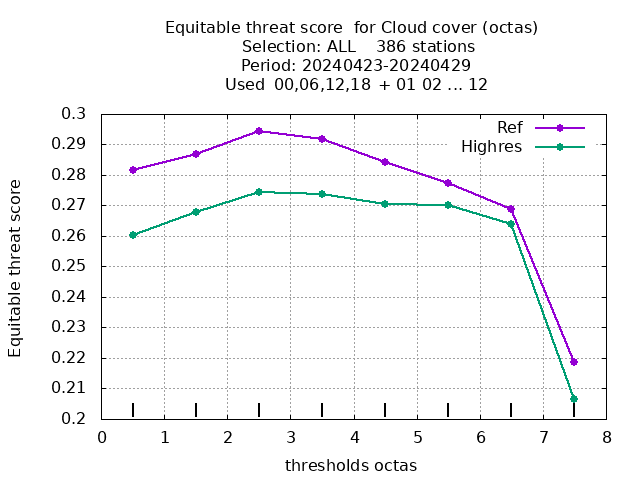 Equitable threat score  for Cloud cover (octas)
Selection: ALL    386 stations
Period: 20240423-20240429
Used  00,06,12,18  + 01 02 ... 12
Ref
Highres
0.3
0.29
0.28
0.27
0.26
0.25
0.24
0.23
0.22
0.21
0.2
Equitable threat score
0 1 2 3 4 5 6 7 8
thresholds octas